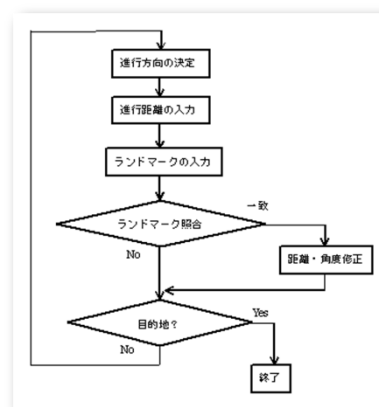 進行方向の決定
進行距離の入力
ランドマークの入力
ランドマーク照合
一致
No
距離・角度修正
目的地?
Yes
No
終了